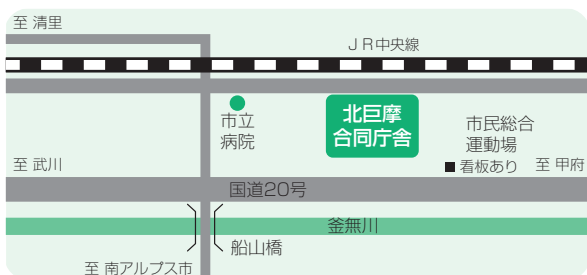 至 清里
JR中央線
市立
病院
北巨摩
合同庁舎
市民総合
運動場
■ 看板あり
至 武川
至 甲府
国道20号
釜無川
船山橋
至 南アルプス市